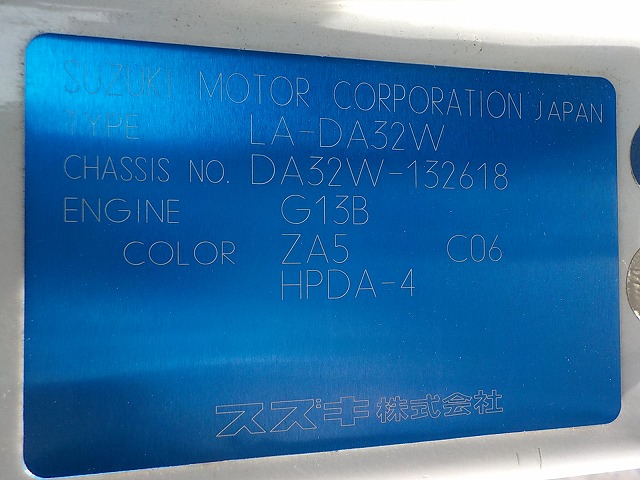 SUZUKI MOTOR CORPORATION JAPAN
TYPE LA-DA32W
CHASSIS NO. DA32W-132618
ENGINE G13B
COLOR ZA5 C06
HPDA-4
スズキ株式会社